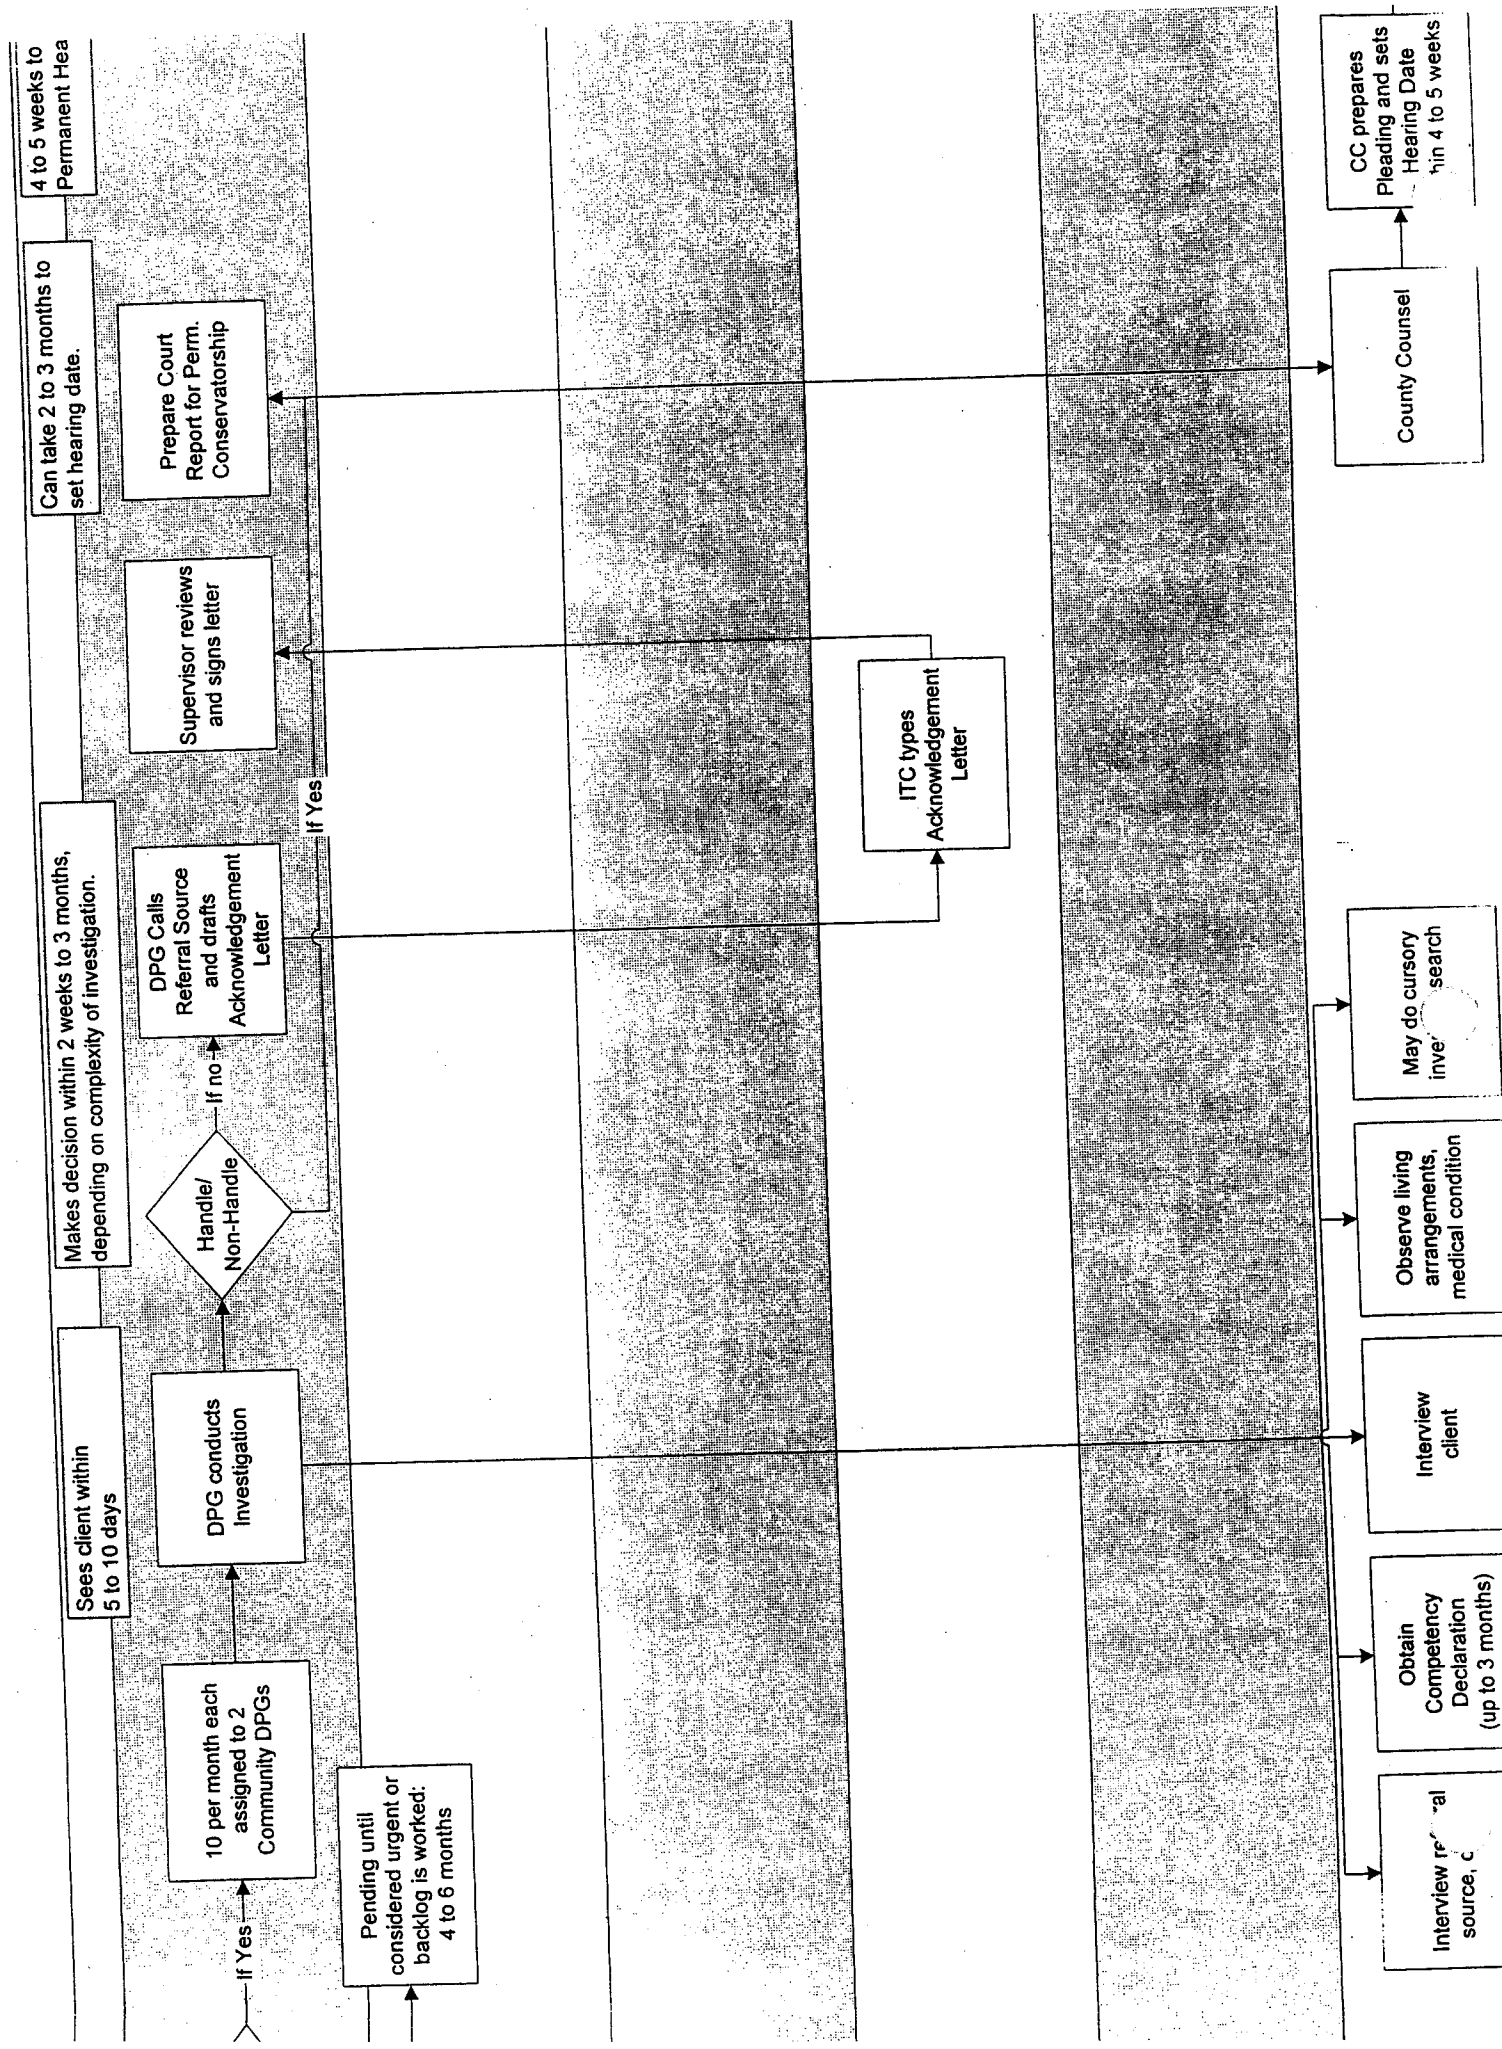 Sees client within
5 to 10 days
Makes decision within 2 weeks to 3 months,
depending on complexity of investigation.
Can take 2 to 3 months to
set hearing date.
4 to 5 weeks to
Permanent Hea
If Yes
10 per month each
assigned to 2
Community DPGs
DPG conducts
Investigation
Handle/
Non-Handle
If no
DPG Calls
Referral Source
and drafts
Acknowledgement
Letter
Supervisor reviews
and signs letter
Prepare Court
Report for Perm.
Conservatorship
If Yes
Pending until
considered urgent or
backlog is worked:
4 to 6 months
ITC types
Acknowledgement
Letter
Interview
source,
Obtain
Competency
Declaration
(up to 3 months)
Interview
client
Observe living
arrangements,
medical condition
May do cursory
search
County Counsel
CC prepares
Pleading and sets
Hearing Date
4 to 5 weeks